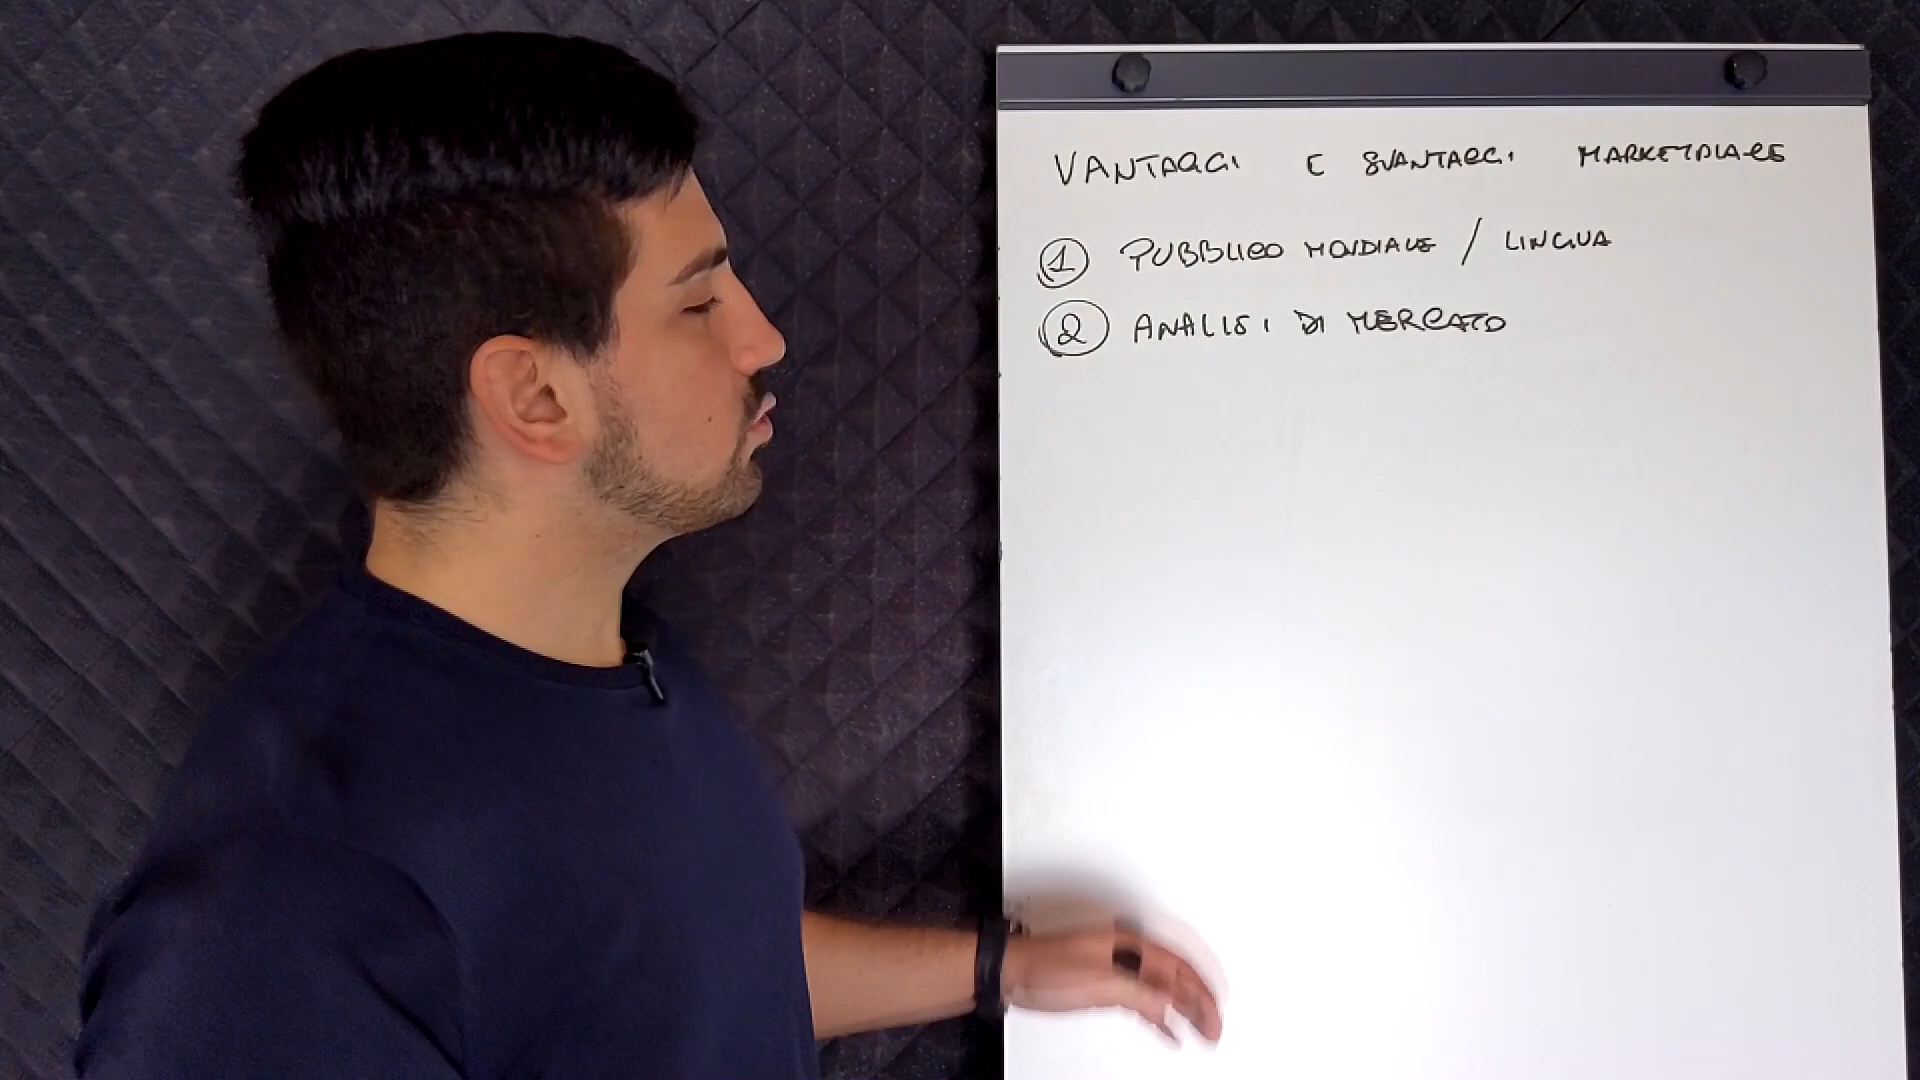 VANTAGGI E SVANTAGGI MARKETPLACE
1 PUBBLICO MONDIALE / LINGUA
2 ANALISI DI MERCATO